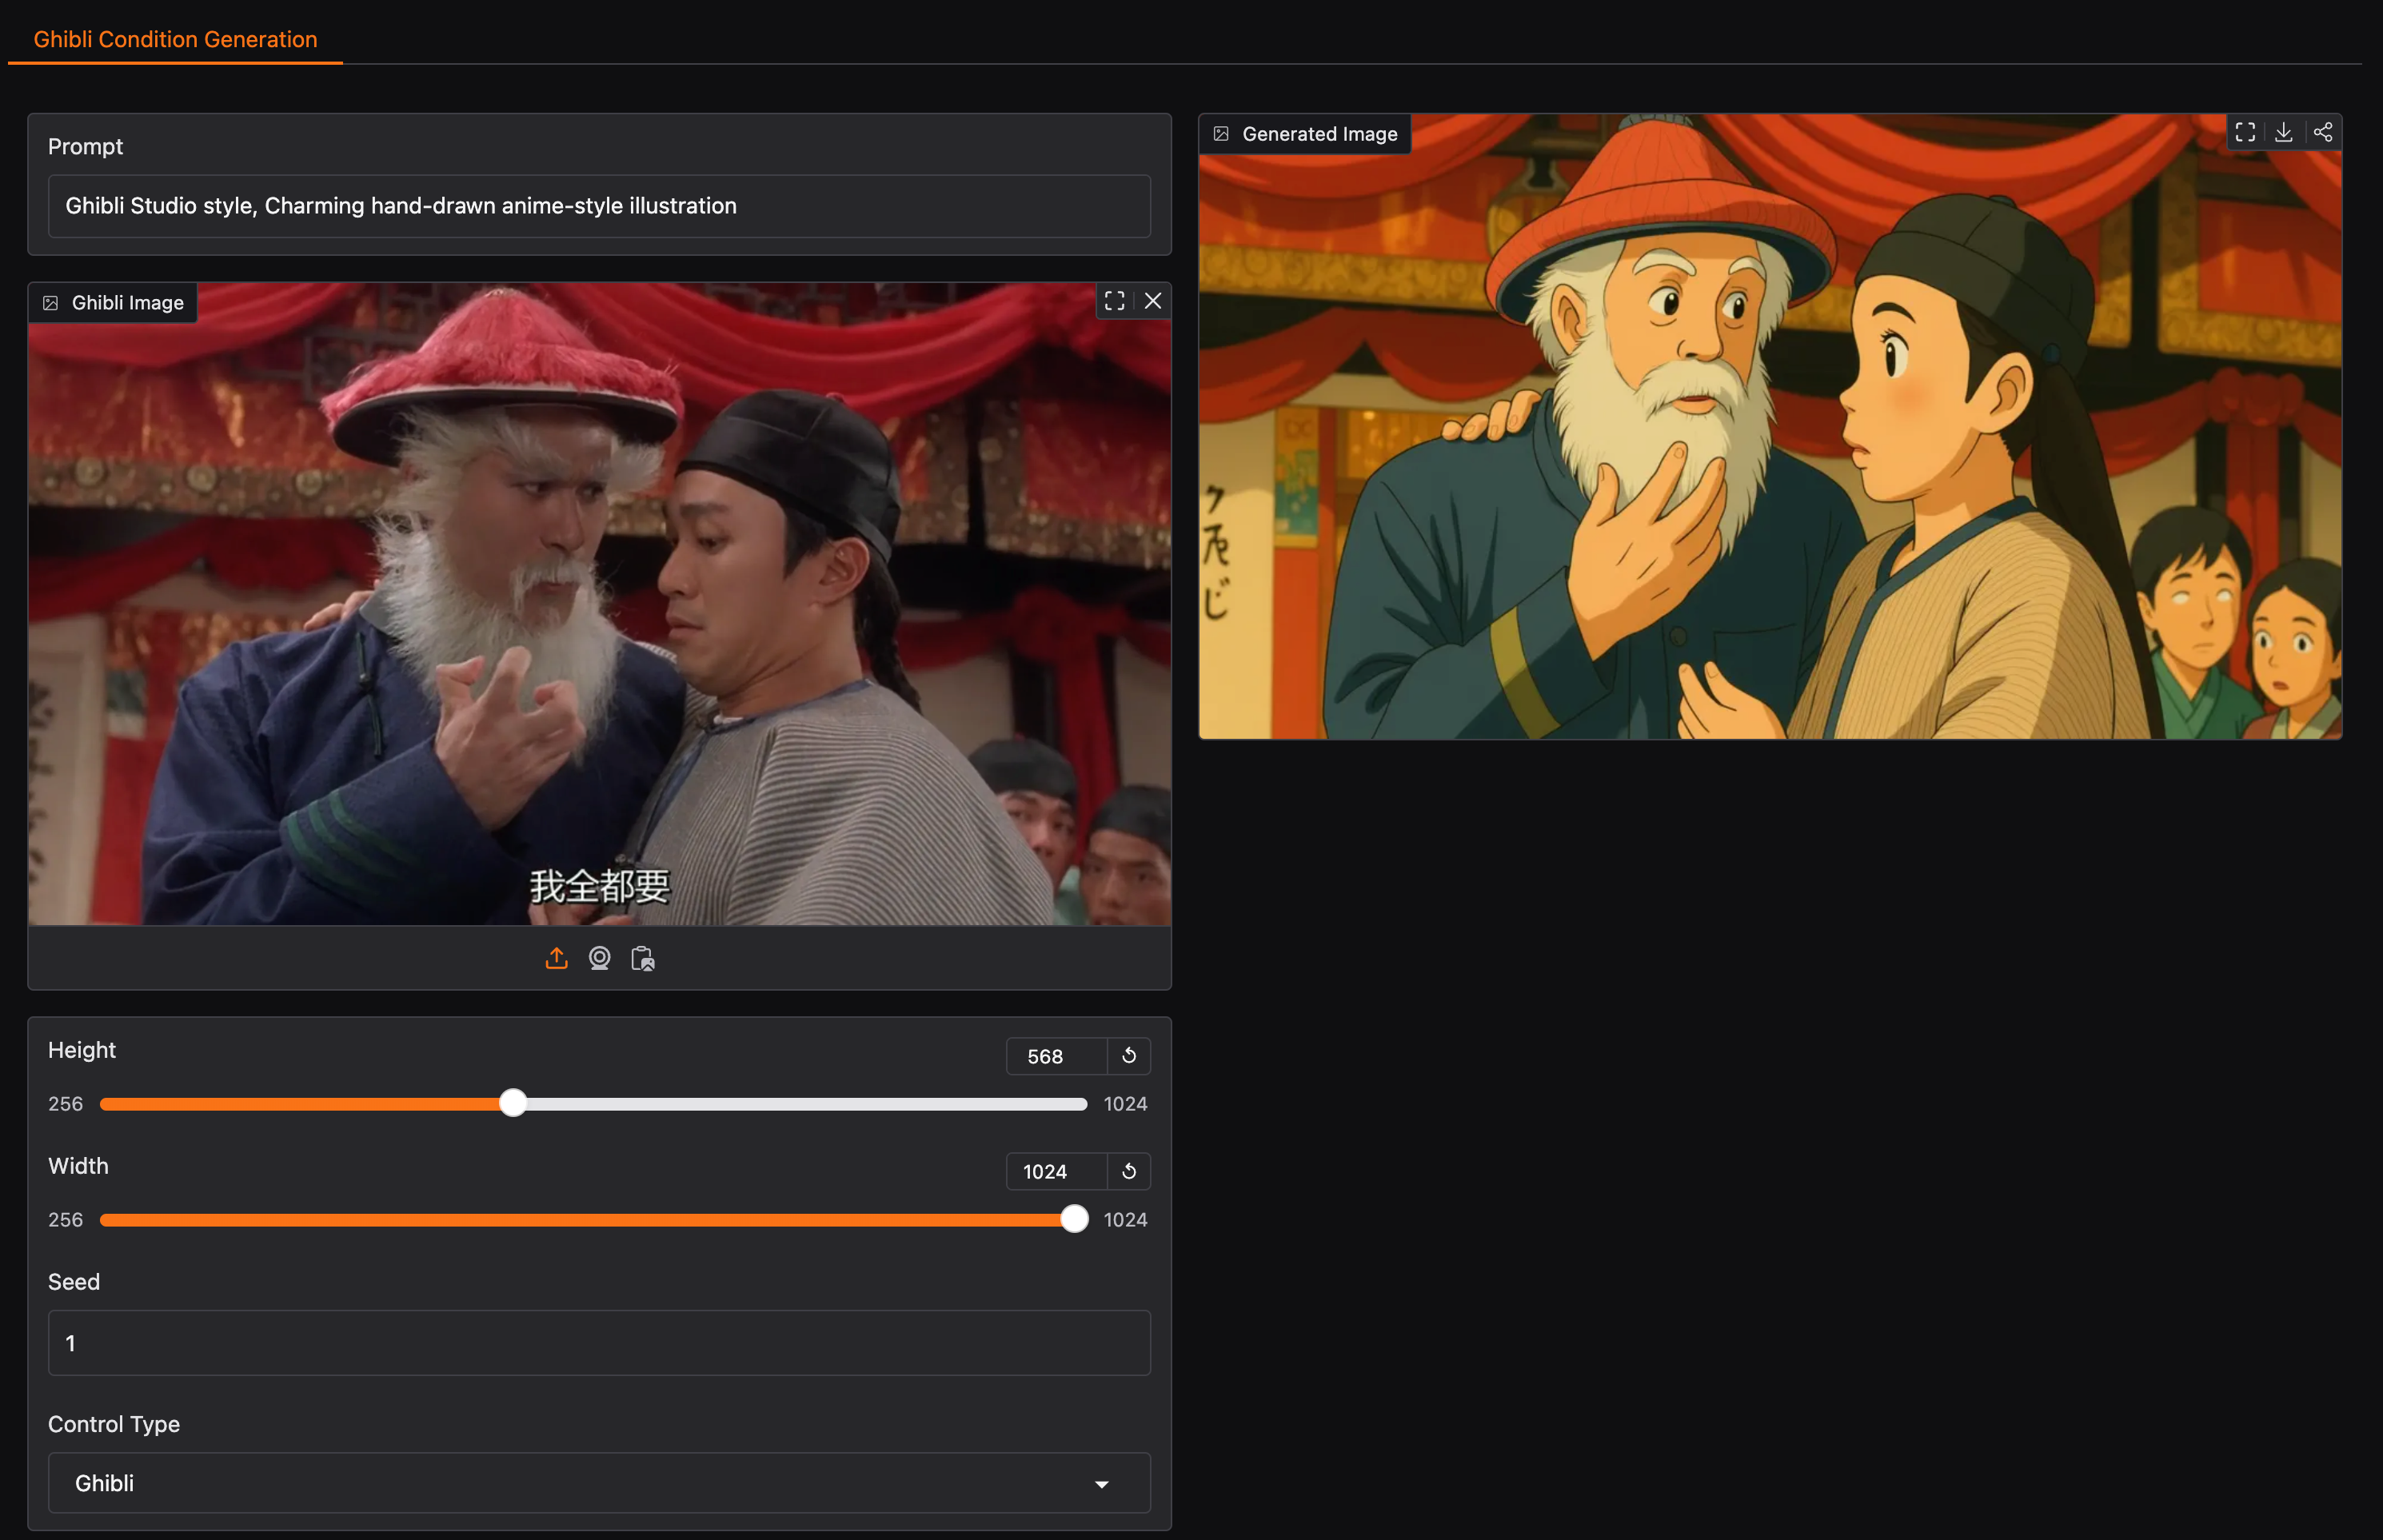 Ghibli Condition Generation
Prompt
Ghibli Studio style, Charming hand-drawn anime-style illustration
Ghibli Image
我全都要
Height
568
256
1024
Width
1024
256
1024
Seed
1
Control Type
Ghibli
Generated Image